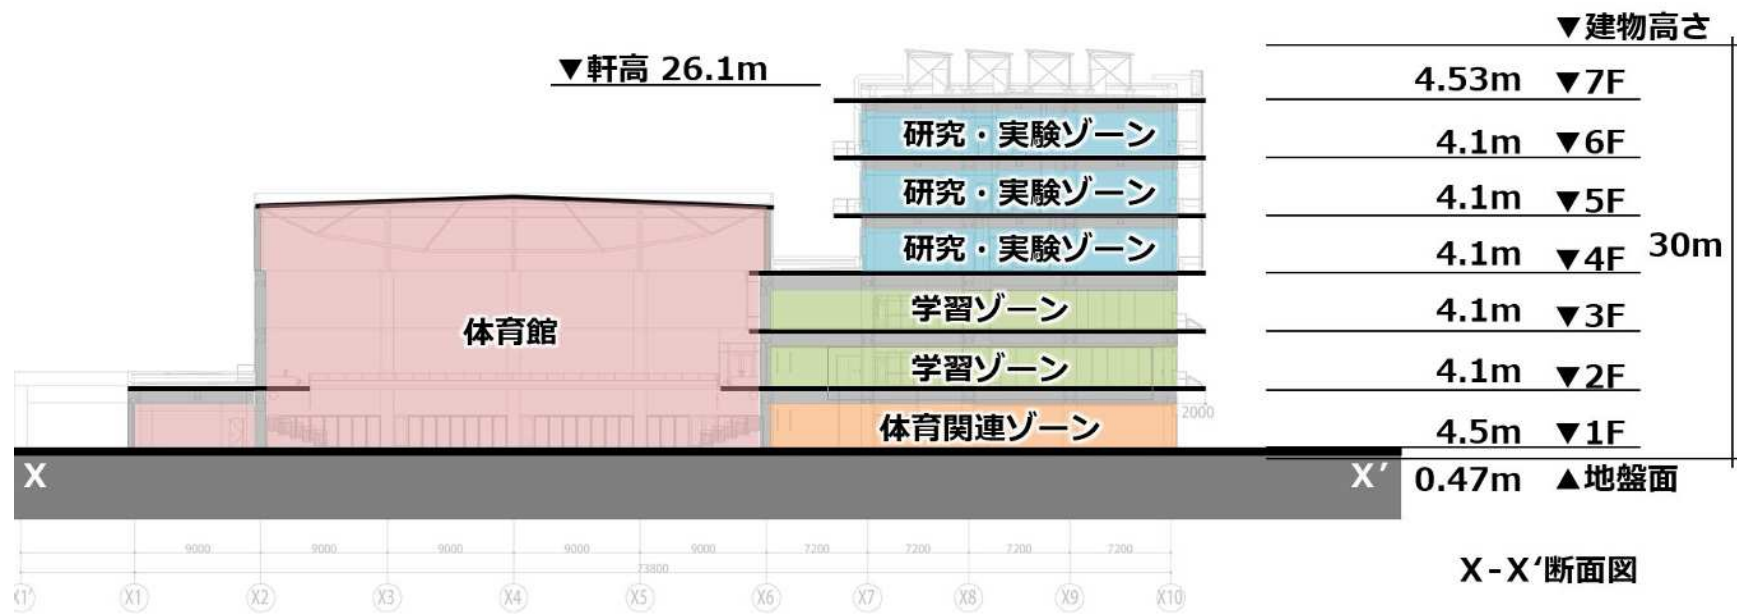 ▼建物高さ
▼軒高 26.1m
4.53m ▼7F
研究・実験ゾーン
4.1m ▼6F
研究・実験ゾーン
4.1m ▼5F
30m
研究・実験ゾーン
4.1m ▼4F
学習ゾーン
4.1m ▼3F
体育館
学習ゾーン
4.1m ▼2F
2000
体育関連ゾーン
4.5m ▼1F
X X′ 0.47m ▲地盤面
9000 9000 9000 9000 9000 7200 7200 7200 7200
73800
X1' X1 X2 X3 X4 X5 X6 X7 X8 X9 X10
X-X‘断面図